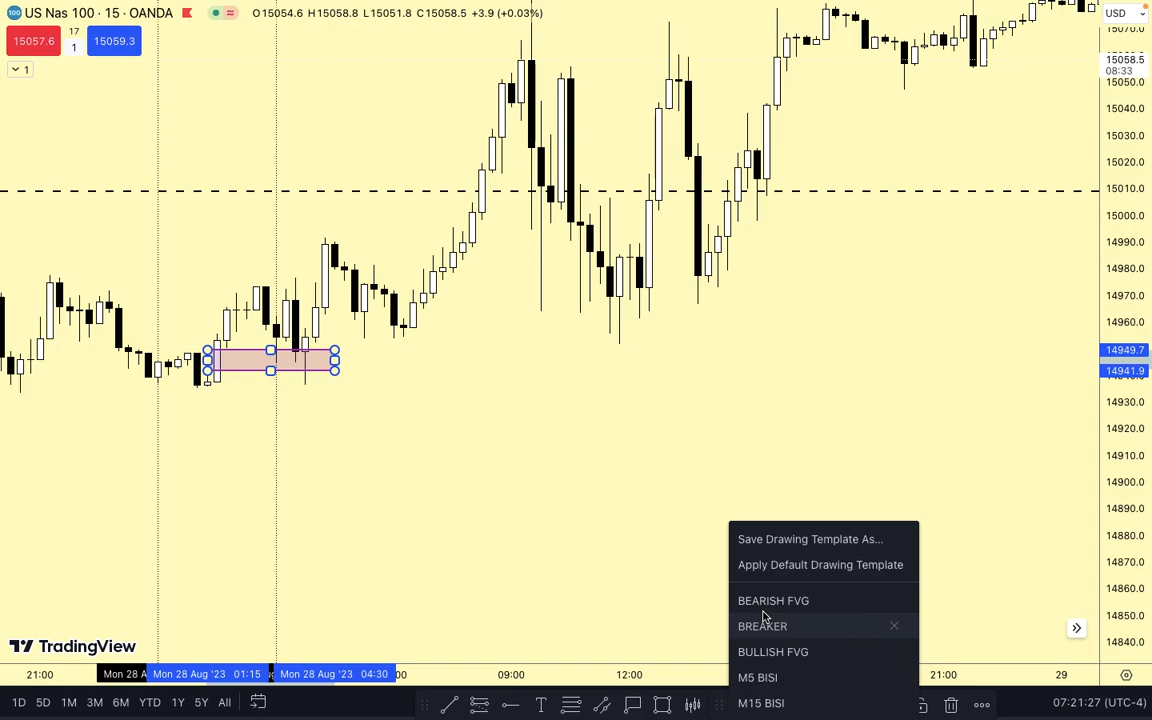 US Nas 100 · 15 · OANDA O15054.6 H15058.8 L15051.8 C15058.5 +3.9 (+0.03%)
USD
15057.6 17 1 15059.3
1
15070.0
15058.5
08:33
15050.0
15040.0
15030.0
15020.0
15010.0
15000.0
14990.0
14980.0
14970.0
14960.0
14949.7
14941.9
14930.0
14920.0
14910.0
14900.0
14890.0
14880.0
14870.0
14860.0
14850.0
14840.0
Save Drawing Template As...
Apply Default Drawing Template
BEARISH FVG
BREAKER
BULLISH FVG
M5 BISI
M15 BISI
TradingView
21:00 Mon 28 A Mon 28 Aug '23 01:15 Mon 28 Aug '23 04:30 :00 09:00 12:00 21:00 29
1D 5D 1M 3M 6M YTD 1Y 5Y All
07:21:27 (UTC-4)